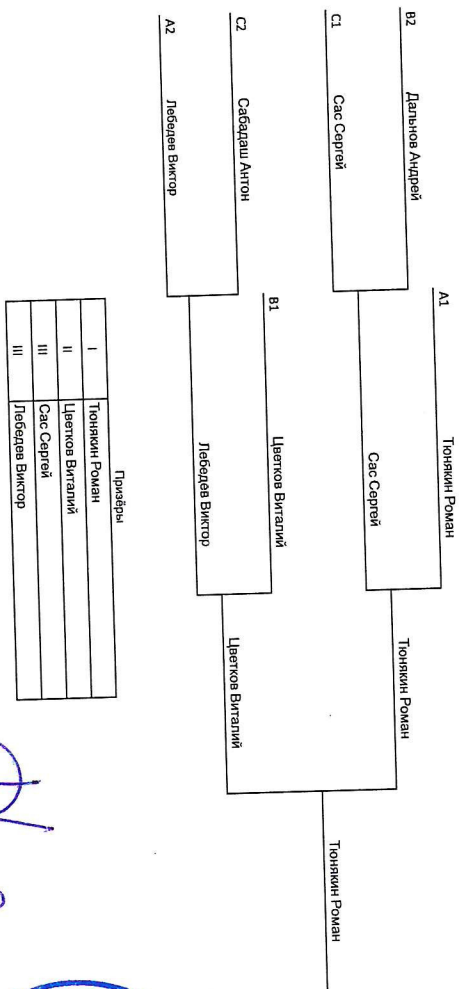 A1 Тюнякин Роман
B2 Дальнов Андрей
Тюнякин Роман
Сас Сергей
C1 Сас Сергей
Тюнякин Роман
B1 Цветков Виталий
C2 Сабадаш Антон
Цветков Виталий
Лебедев Виктор
A2 Лебедев Виктор
Призёры
I Тюнякин Роман
II Цветков Виталий
III Сас Сергей
III Лебедев Виктор